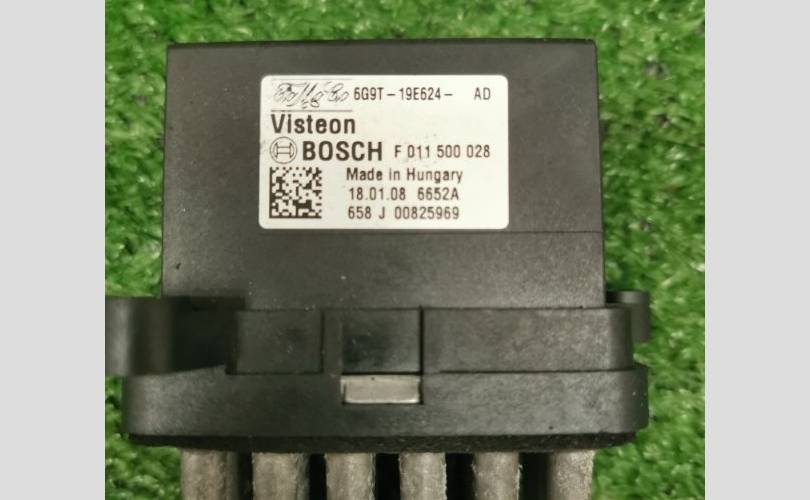 6G9T-19E624- AD
Visteon
BOSCH F 011 500 028
Made in Hungary
18.01.08 6652A
658 J 00825969